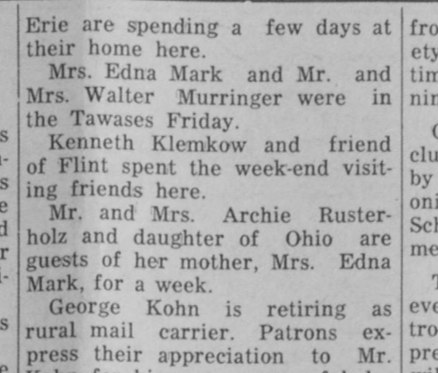 Erie are spending a few days at
their home here.
Mrs. Edna Mark and Mr. and
Mrs. Walter Murringer were in
the Tawases Friday.
Kenneth Klemkow and friend
of Flint spent the week-end visit-
ing friends here.
Mr. and Mrs. Archie Ruster-
holz and daughter of Ohio are
guests of her mother, Mrs. Edna
Mark, for a week.
George Kohn is retiring as
rural mail carrier. Patrons ex-
press their appreciation to Mr.